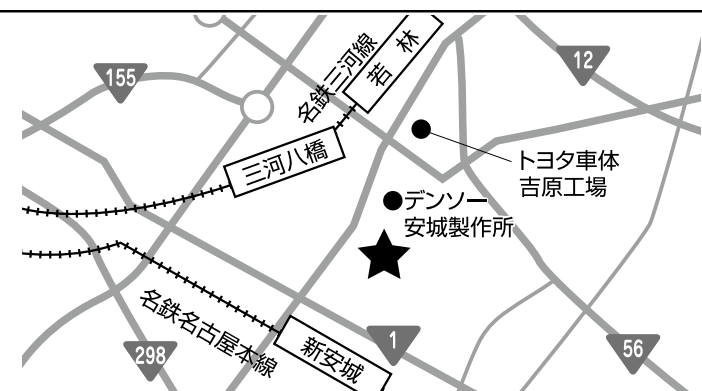 155
名鉄三河線
若林
12
三河八橋
トヨタ車体
吉原工場
デンソー
安城製作所
名鉄名古屋本線
298
新安城
1
56